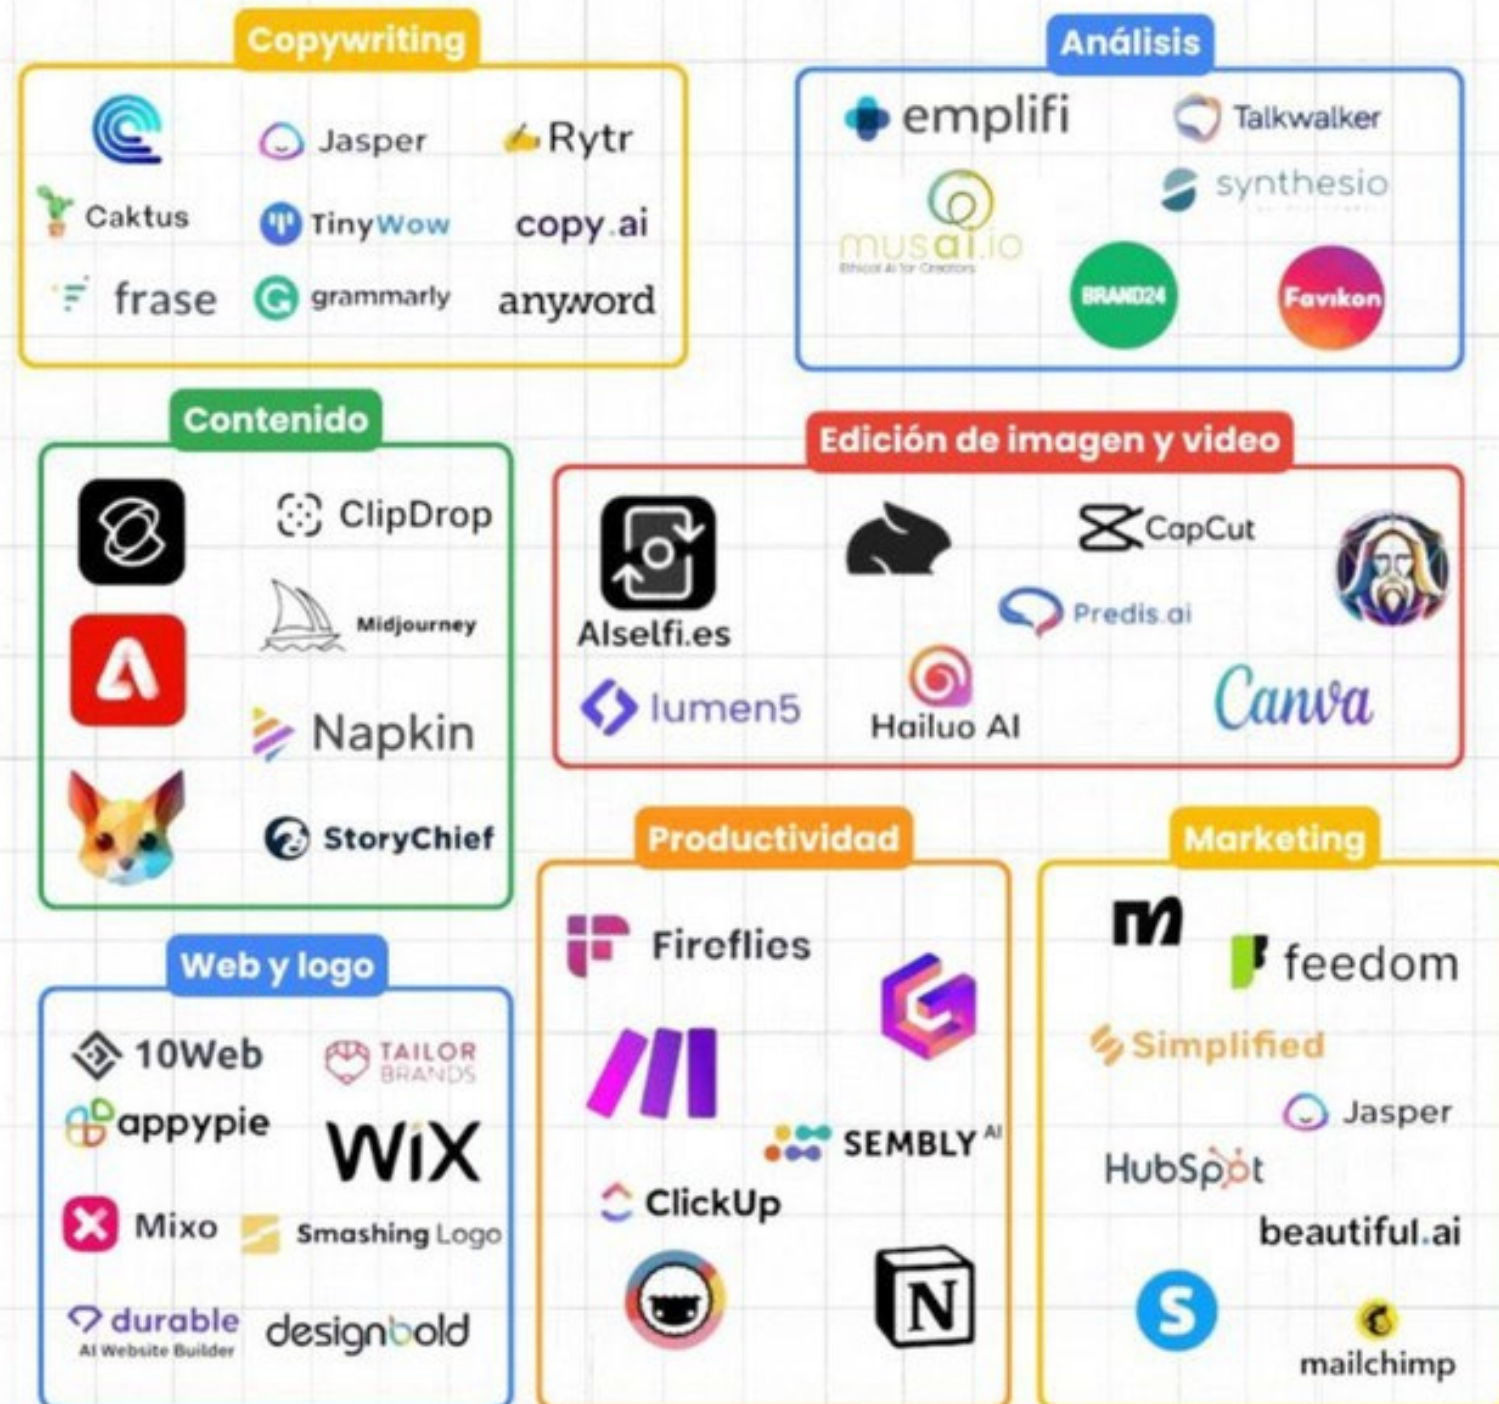 Copywriting
Jasper
Rytr
Caktus
TinyWow
copy.ai
frase
grammarly
anyword
Análisis
emplifi
Talkwalker
synthesio
musai.io
Ethical AI for Creators
BRAND24
Favikon
Contenido
ClipDrop
Midjourney
Napkin
StoryChief
Edición de imagen y video
CapCut
AIselfi.es
Predis.ai
lumen5
Hailuo AI
Canva
Web y logo
10Web
TAILOR
BRANDS
appypie
WiX
Mixo
Smashing Logo
durable
AI Website Builder
designbold
Productividad
Fireflies
SEMBLY AI
ClickUp
N
Marketing
m
feedom
Simplified
Jasper
HubSpot
beautiful.ai
S
mailchimp